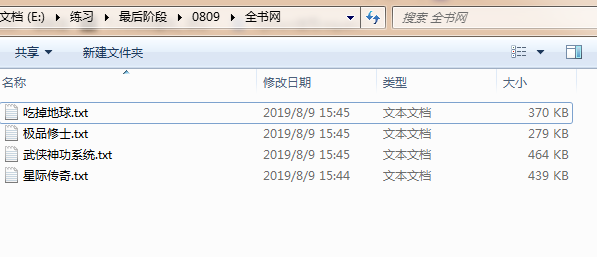 文档 (E:) ▸ 练习 ▸ 最后阶段 ▸ 0809 ▸ 全书网 搜索 全书网
共享 新建文件夹
名称 修改日期 类型 大小
吃掉地球.txt 2019/8/9 15:45 文本文档 370 KB
极品修士.txt 2019/8/9 15:45 文本文档 279 KB
武侠神功系统.txt 2019/8/9 15:45 文本文档 464 KB
星际传奇.txt 2019/8/9 15:44 文本文档 439 KB